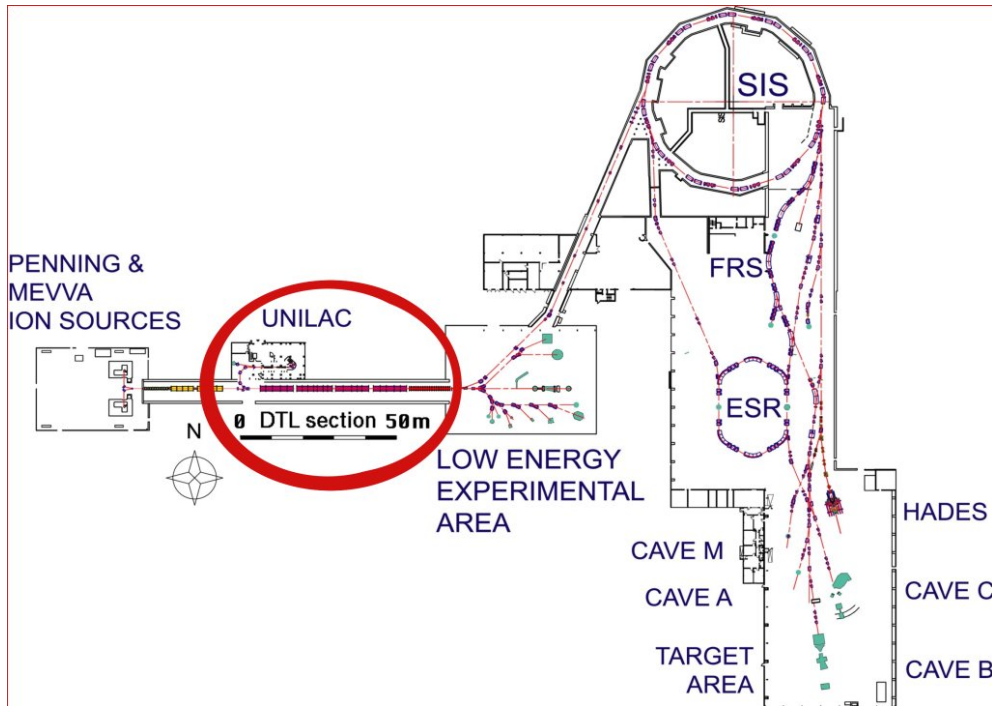 SIS
SIS
PENNING &
MEVVA
ION SOURCES
UNILAC
FRS
0 DTL section 50m
N
ESR
LOW ENERGY
EXPERIMENTAL
AREA
HADES
CAVE M
CAVE A
CAVE C
TARGET
AREA
CAVE B